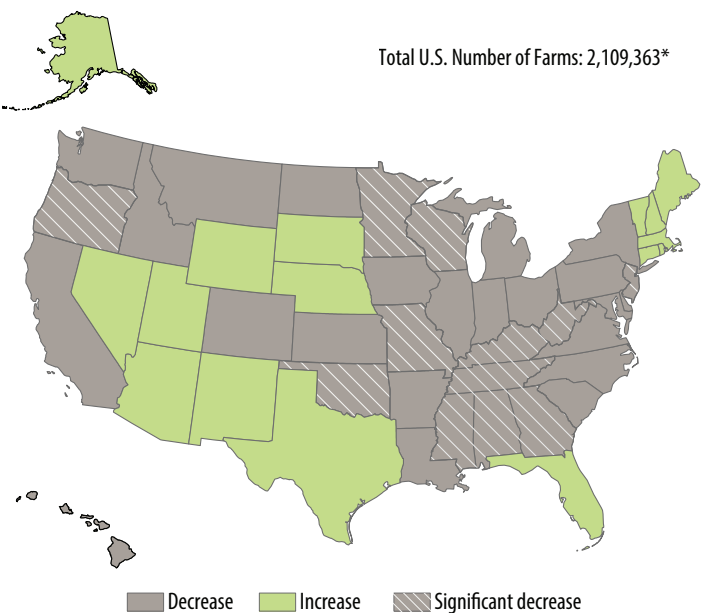 Total U.S. Number of Farms: 2,109,363*
Decrease Increase Significant decrease